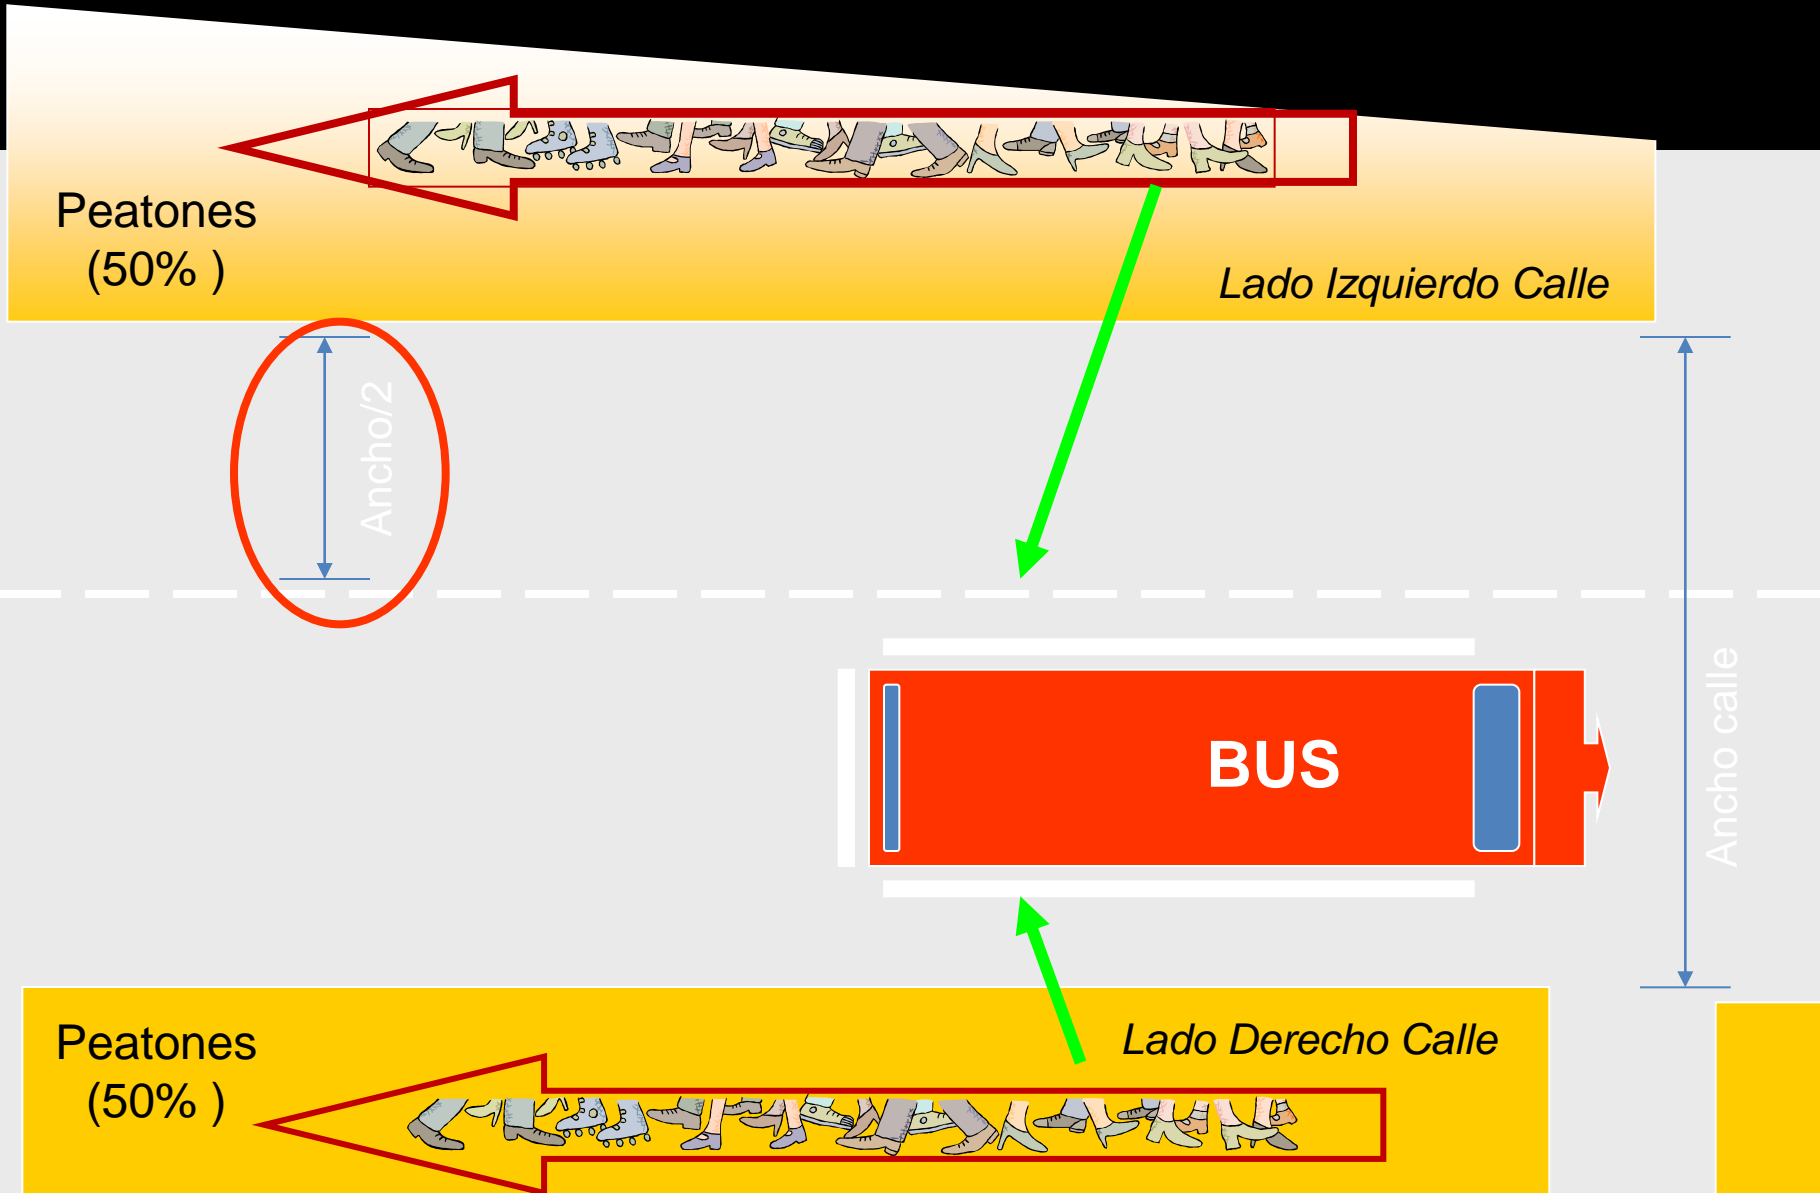 Peatones
(50% )
Lado Izquierdo Calle
Ancho/2
BUS
Ancho calle
Peatones
(50% )
Lado Derecho Calle